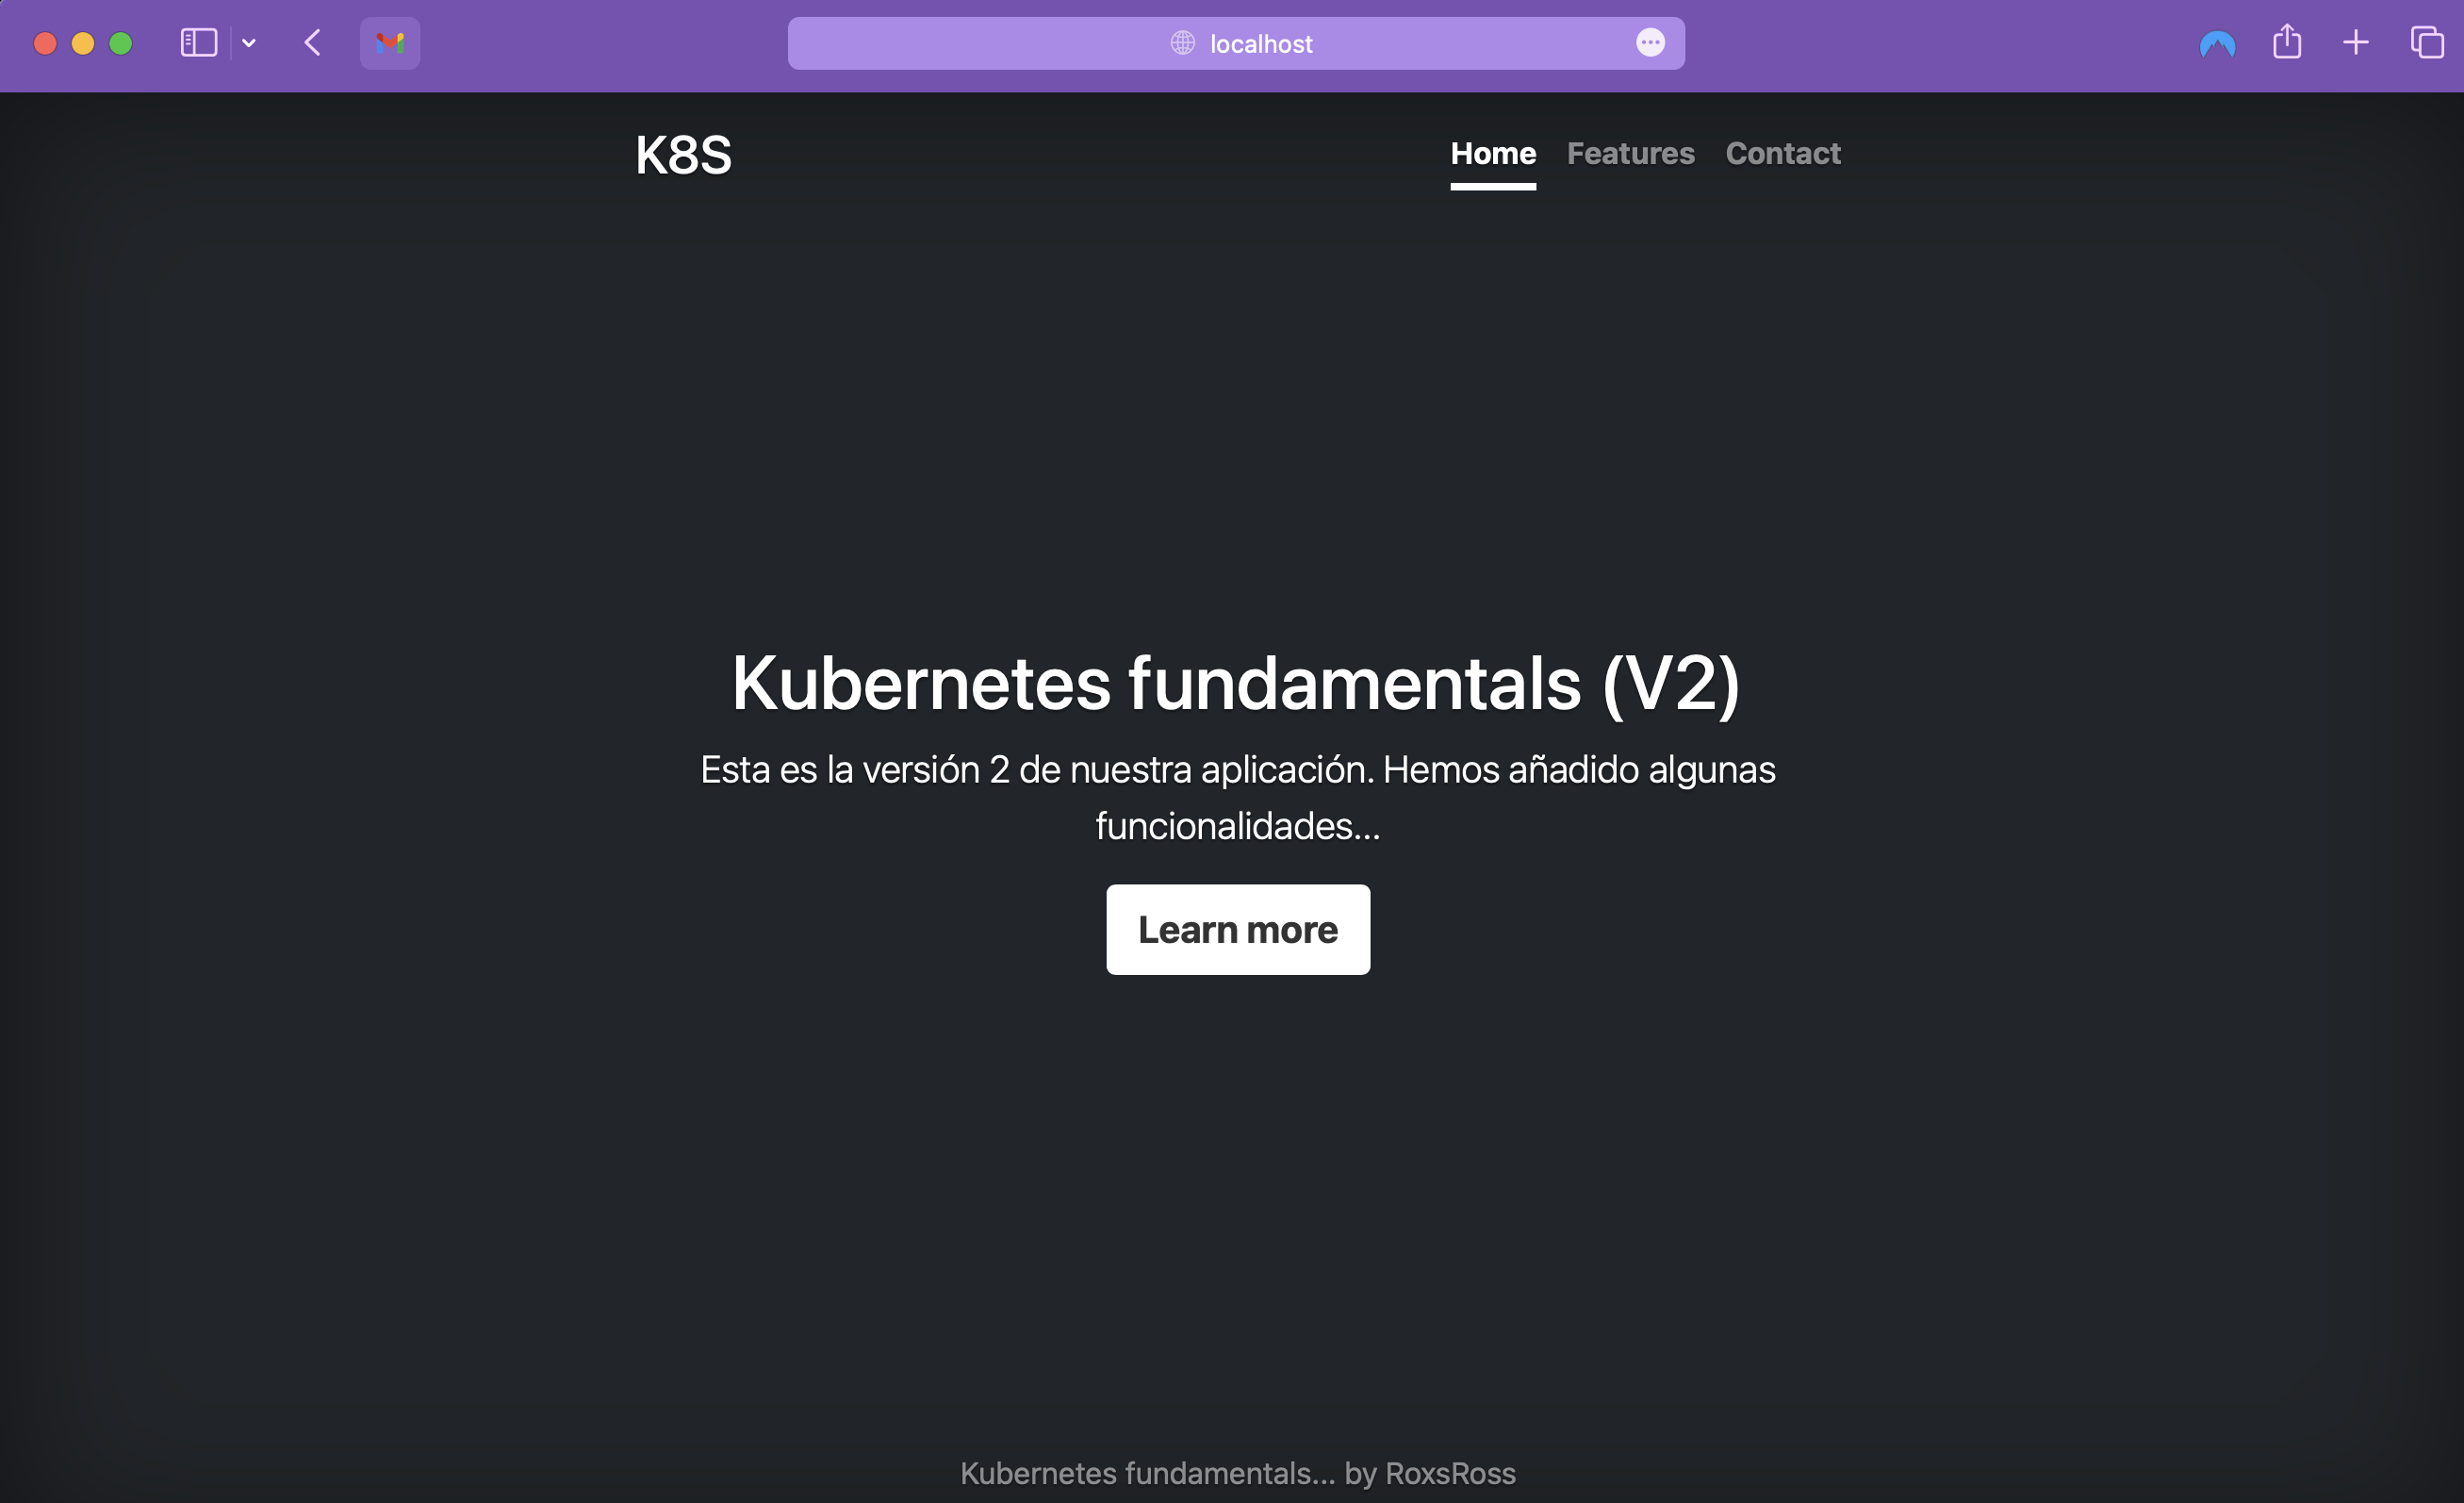 localhost
K8S
Home Features Contact
Kubernetes fundamentals (V2)
Esta es la versión 2 de nuestra aplicación. Hemos añadido algunas
funcionalidades...
Learn more
Kubernetes fundamentals... by RoxsRoss